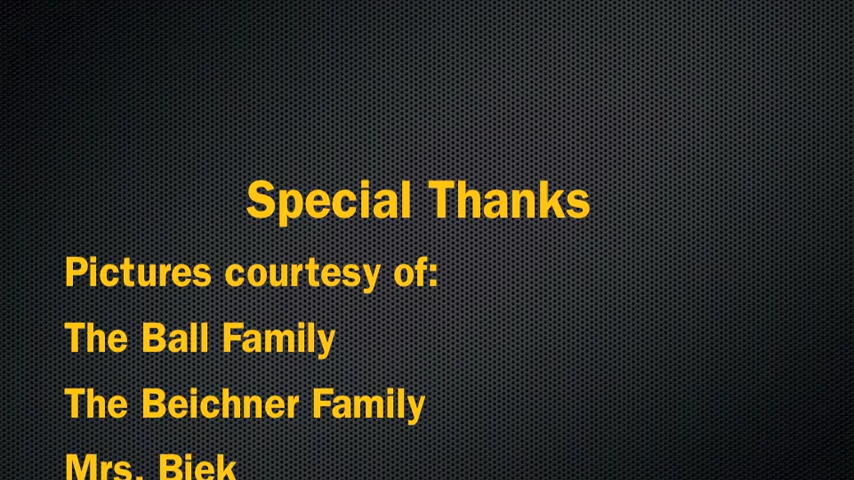 Special Thanks
Pictures courtesy of:
The Ball Family
The Beichner Family
Mrs. Biek